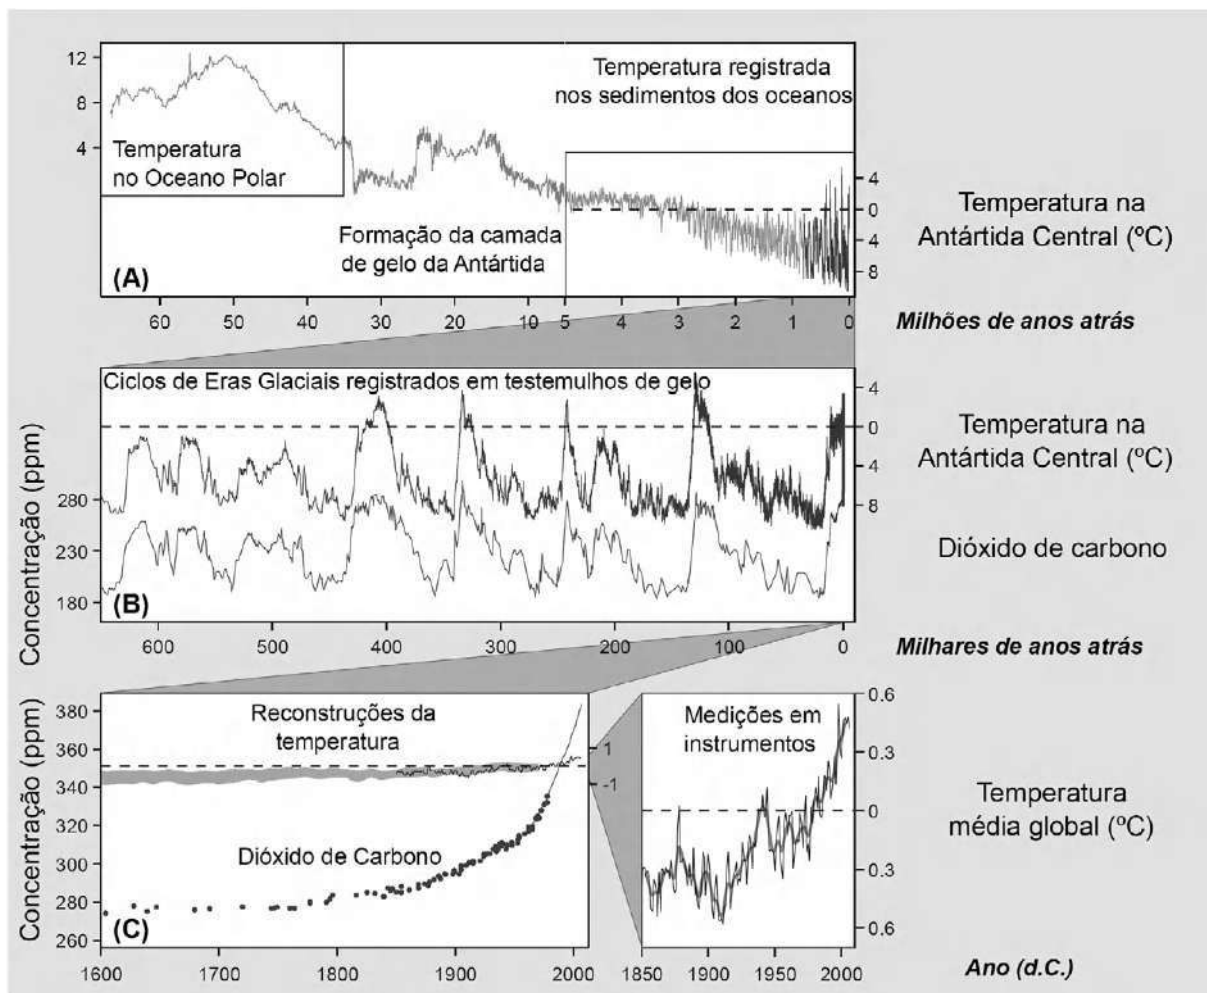 12
8
4
Temperatura registrada
nos sedimentos dos oceanos
Temperatura
no Oceano Polar
Formação da camada
de gelo da Antártida
(A)
4
0
4
8
Temperatura na
Antártida Central (ºC)
60 50 40 30 20 5 4 3 2 1 0
Milhões de anos atrás
Ciclos de Eras Glaciais registrados em testemulhos de gelo
4
0
4
8
Temperatura na
Antártida Central (ºC)
Concentração (ppm)
280
230
180
Dióxido de carbono
(B)
600 500 400 300 200 100 0
Milhares de anos atrás
Concentração (ppm)
380
360
340
320
300
280
260
Reconstruções da
temperatura
1
-1
Dióxido de Carbono
(C)
1600 1700 1800 1900 2000
Medições em
instrumentos
0.6
0.3
0
0.3
0.6
Temperatura
média global (ºC)
1850 1900 1950 2000
Ano (d.C.)